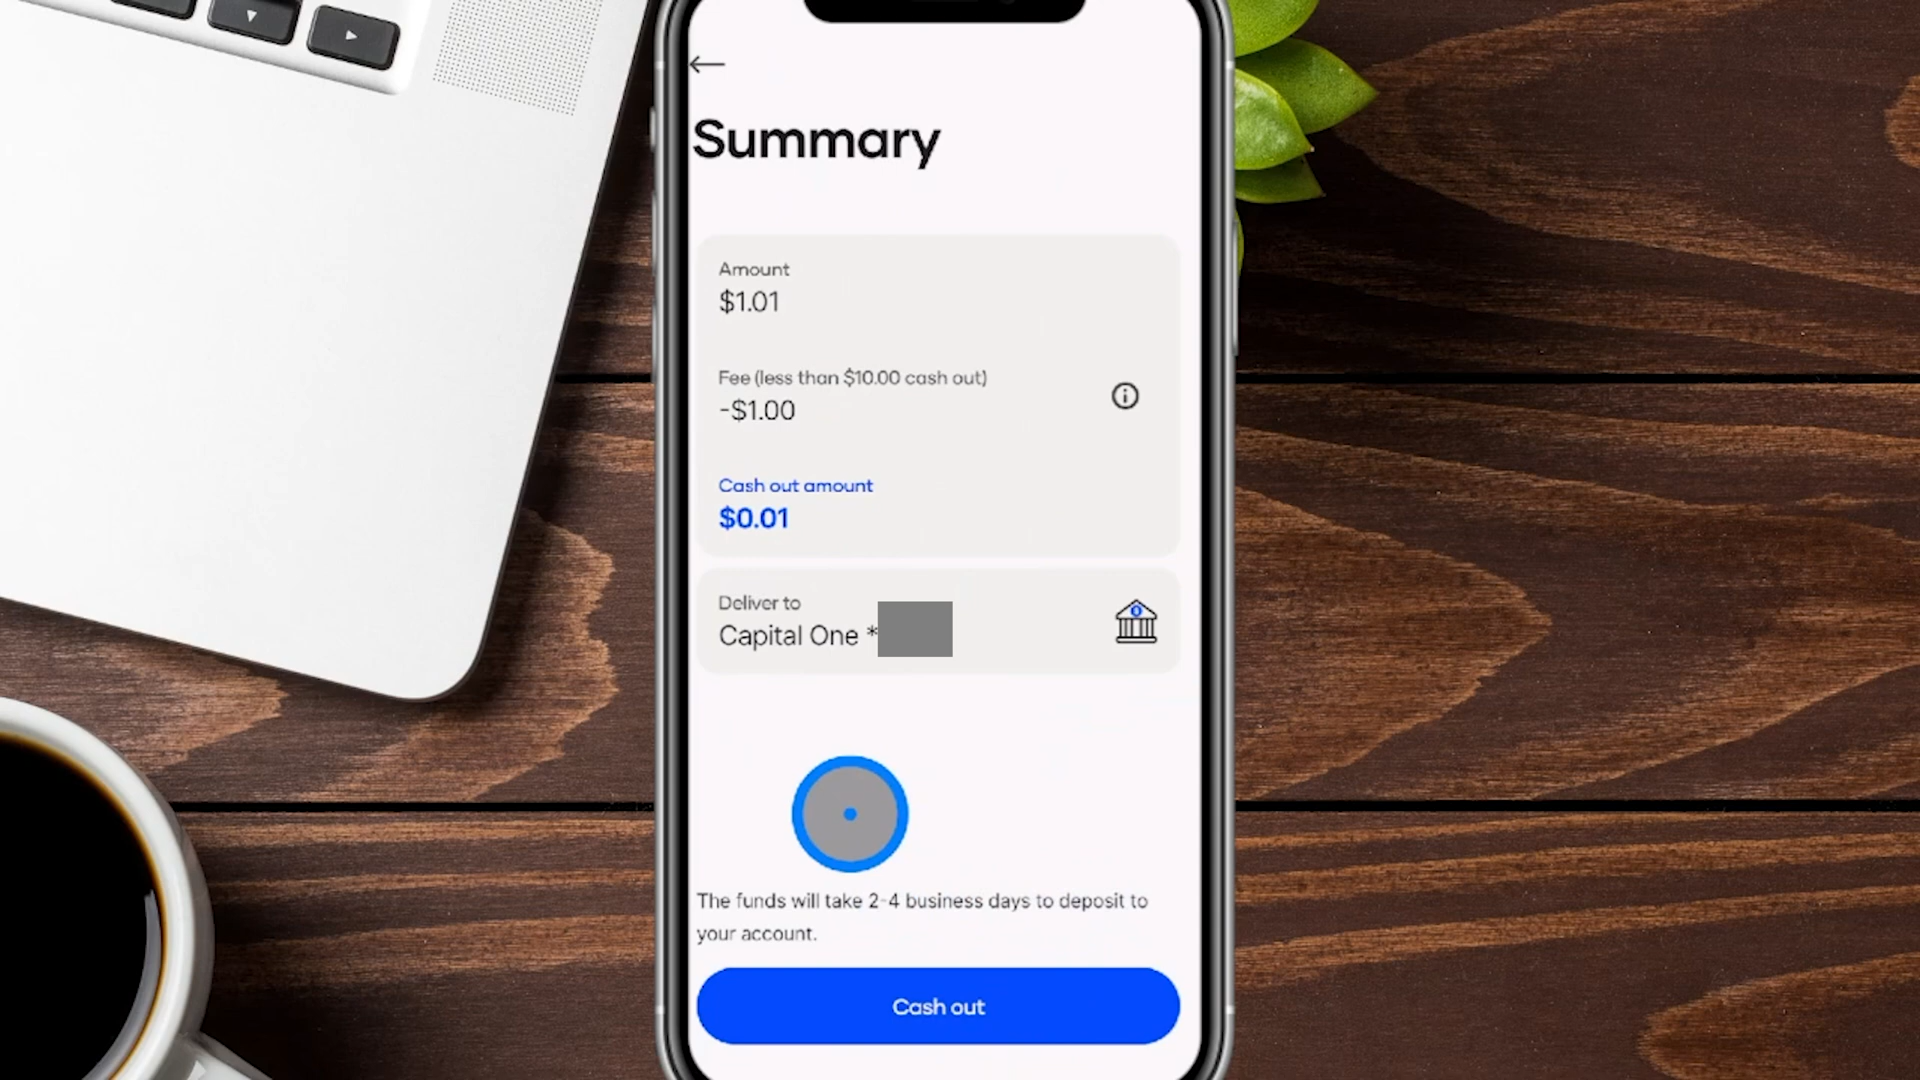 Summary
Amount
$1.01
Fee (less than $10.00 cash out)
-$1.00
Cash out amount
$0.01
Deliver to
Capital One *
The funds will take 2-4 business days to deposit to
your account.
Cash out